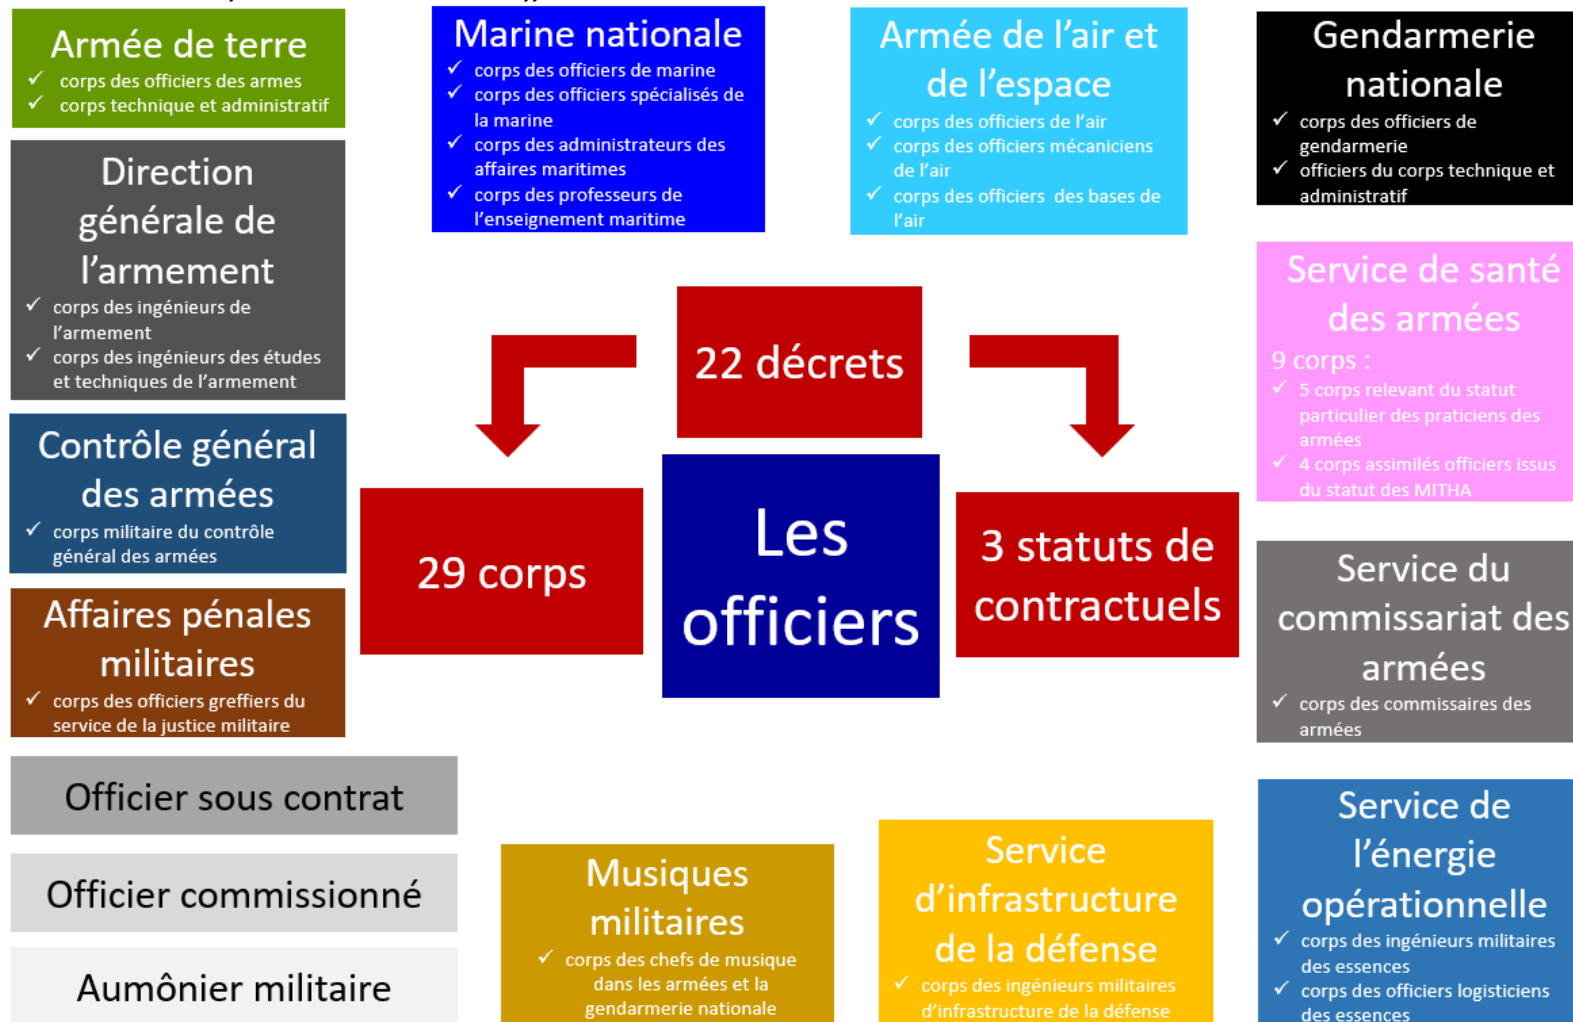 Armée de terre
✓ corps des officiers des armes
✓ corps technique et administratif
Marine nationale
✓ corps des officiers de marine
✓ corps des officiers spécialisés de
la marine
✓ corps des administrateurs des
affaires maritimes
✓ corps des professeurs de
l'enseignement maritime
Armée de l'air et
de l'espace
✓ corps des officiers de l'air
✓ corps des officiers mécaniciens
de l'air
✓ corps des officiers des bases de
l'air
Gendarmerie
nationale
✓ corps des officiers de
gendarmerie
✓ officiers du corps technique et
administratif
Direction
générale de
l'armement
✓ corps des ingénieurs de
l'armement
✓ corps des ingénieurs des études
et techniques de l'armement
Service de santé
des armées
9 corps :
✓ 5 corps relevant du statut
particulier des praticiens des
armées
✓ 4 corps assimilés officiers issus
du statut des MITHA
22 décrets
Contrôle général
des armées
✓ corps militaire du contrôle
général des armées
29 corps
Les
officiers
3 statuts de
contractuels
Affaires pénales
militaires
✓ corps des officiers greffiers du
service de la justice militaire
Service du
commissariat des
armées
✓ corps des commissaires des
armées
Officier sous contrat
Officier commissionné
Aumônier militaire
Musiques
militaires
✓ corps des chefs de musique
dans les armées et la
gendarmerie nationale
Service
d'infrastructure
de la défense
✓ corps des ingénieurs militaires
d'infrastructure de la défense
Service de
l'énergie
opérationnelle
✓ corps des ingénieurs militaires
des essences
✓ corps des officiers logisticiens
des essences